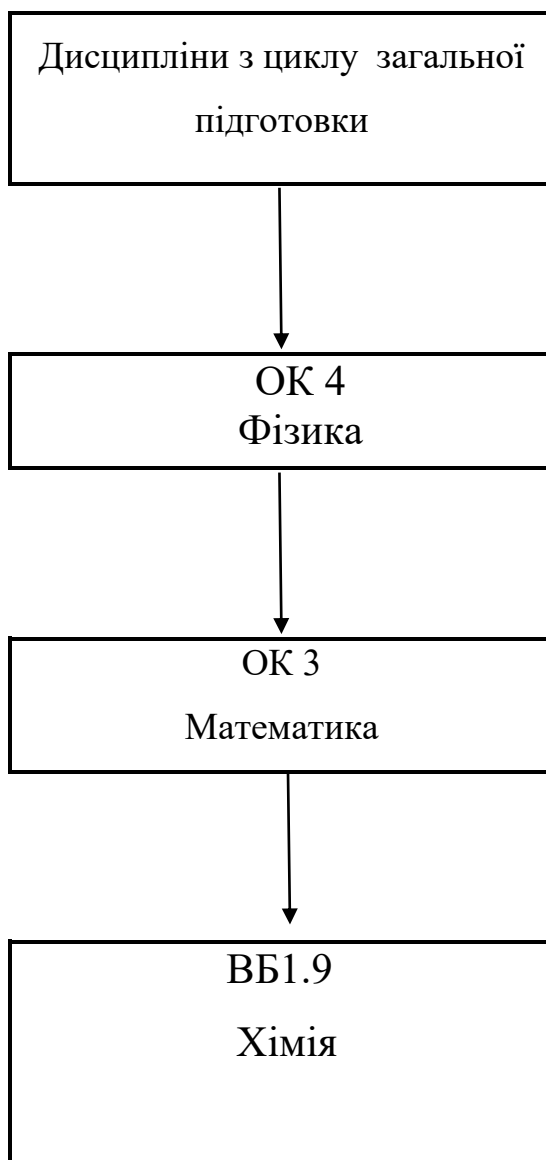 Дисципліни з циклу загальної
підготовки
ОК 4
Фізика
ОК 3
Математика
ВБ1.9
Хімія